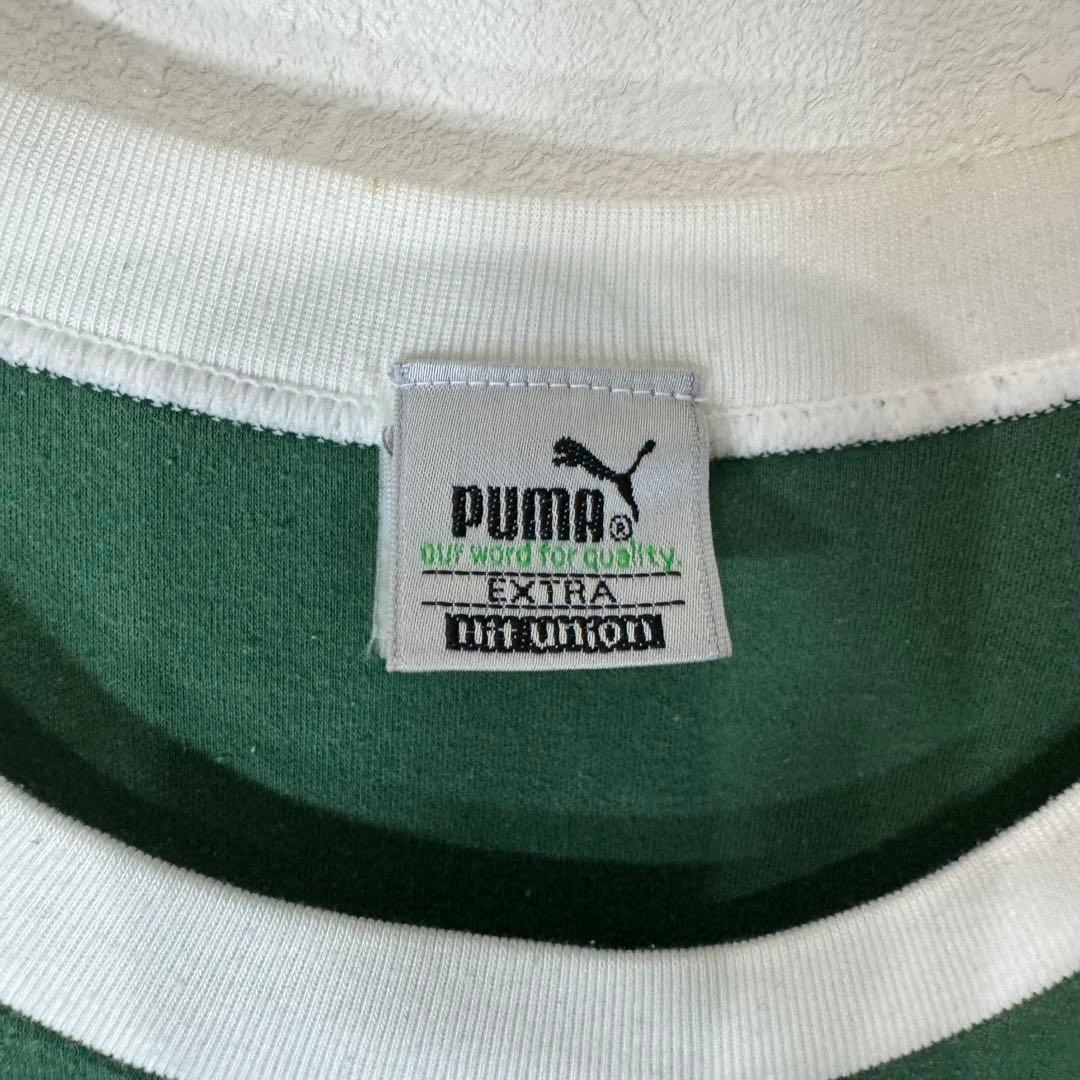 PUMA®
our word for quality.
EXTRA
hit union